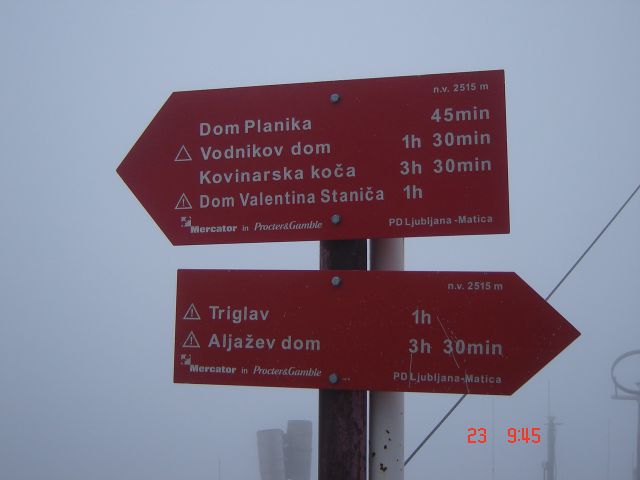 n.v. 2515 m
Dom Planika 45min
Vodnikov dom 1h 30min
Kovinarska koča 3h 30min
Dom Valentina Staniča 1h
Mercator in Procter&Gamble PD Ljubljana-Matica
n.v. 2515 m
Triglav 1h
Aljažev dom 3h 30min
Mercator in Procter&Gamble PD Ljubljana-Matica
23 9:45